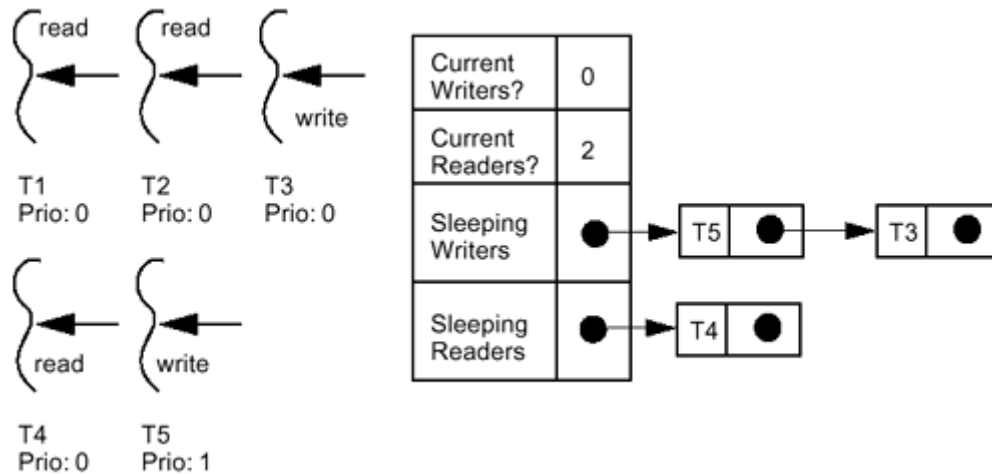 read
read
write
T1
Prio: 0
T2
Prio: 0
T3
Prio: 0
read
write
T4
Prio: 0
T5
Prio: 1
Current
Writers?
0
Current
Readers?
2
Sleeping
Writers
T5
T3
Sleeping
Readers
T4